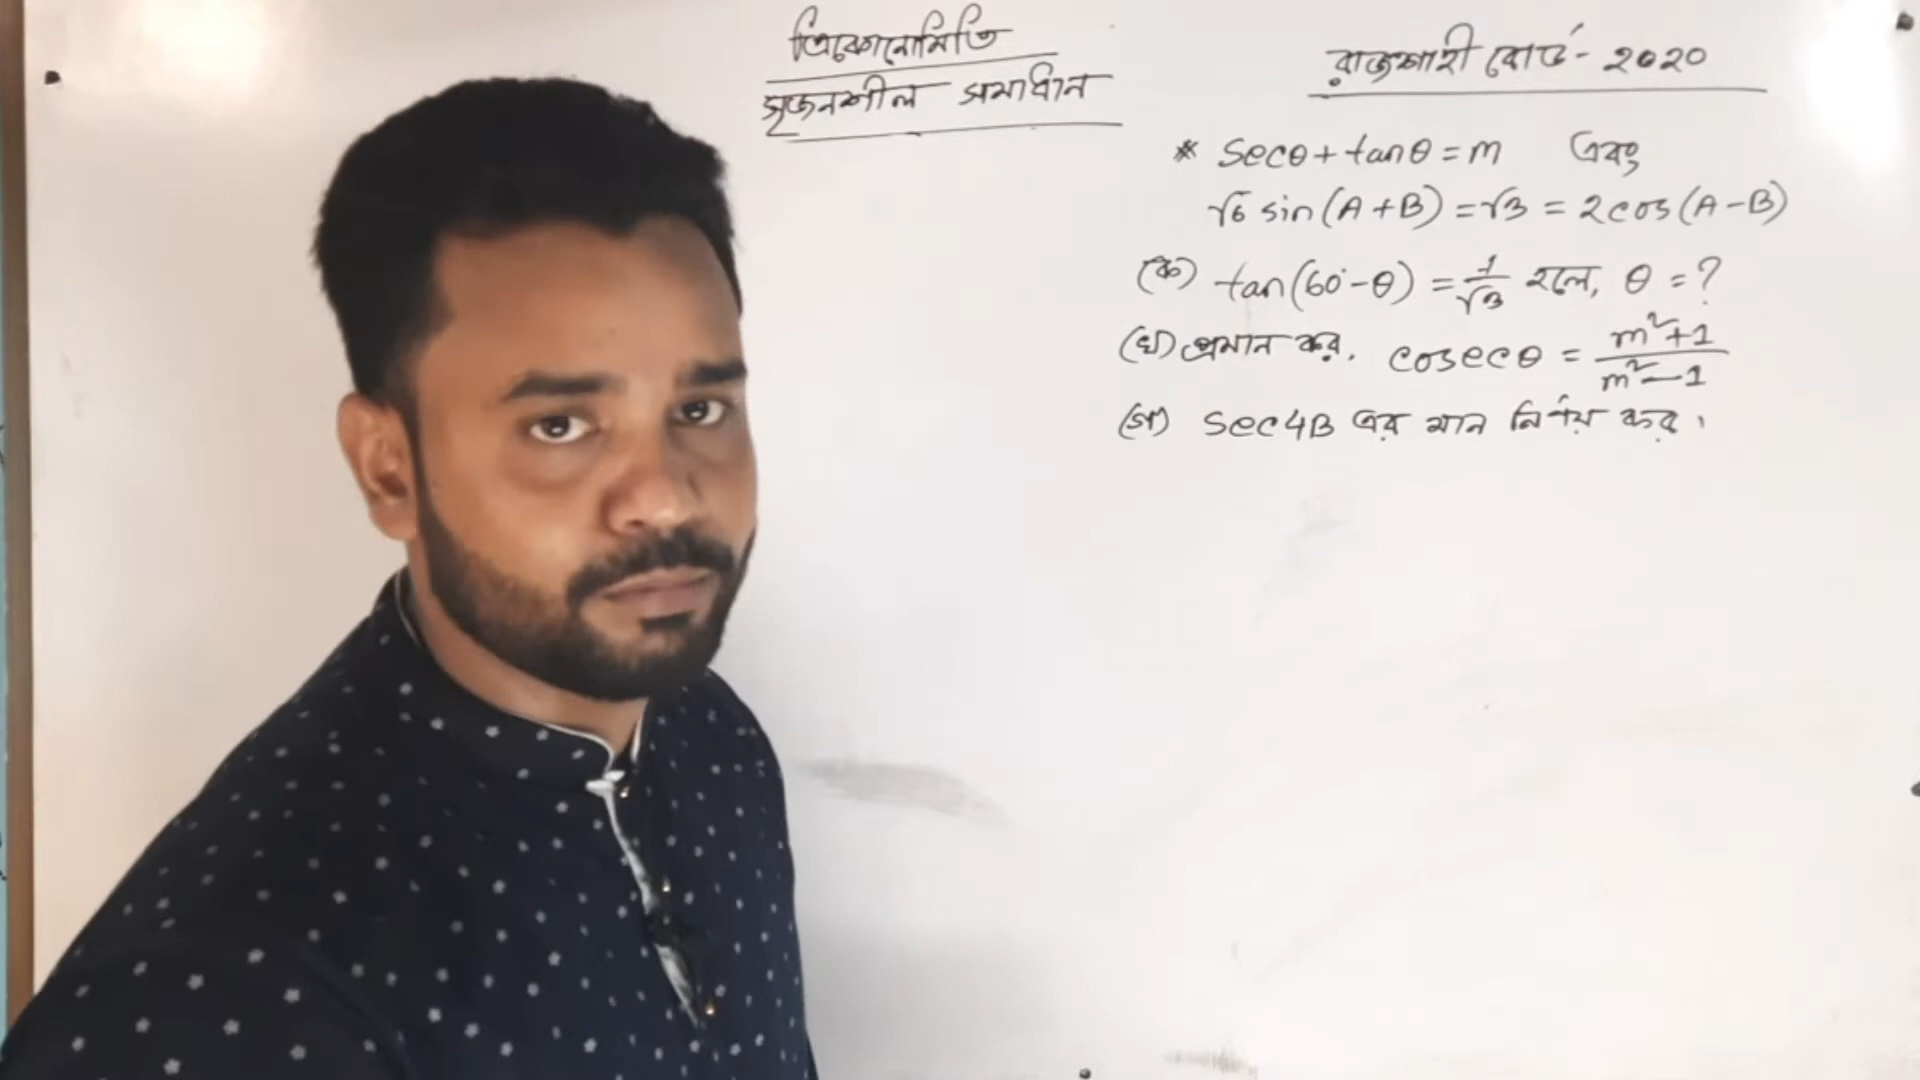 ত্রিকোনোমিতি
সৃজনশীল সমাধান
রাজশাহী বোর্ড - ২০২০
* secθ + tanθ = m এবং
√6 sin(A+B) = √3 = 2cos(A-B)
(ক) tan(60°-θ) = 1/√3 হলে, θ = ?
(খ) প্রমান কর, cosecθ = m²+1/m²-1
(গ) sec4B এর মান নির্ণয় কর।